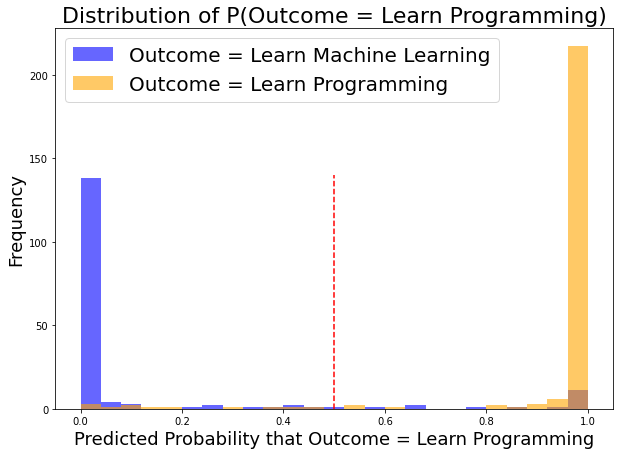 Distribution of P(Outcome = Learn Programming)
Outcome = Learn Machine Learning
Outcome = Learn Programming
Frequency
200
150
100
50
0
0.0 0.2 0.4 0.6 0.8 1.0
Predicted Probability that Outcome = Learn Programming